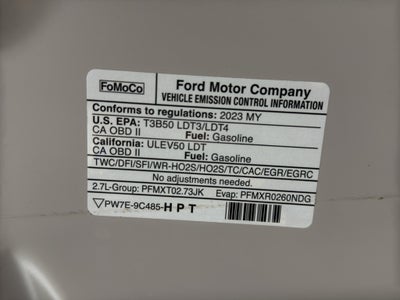 FoMoCo
Ford Motor Company
VEHICLE EMISSION CONTROL INFORMATION
Conforms to regulations: 2023 MY
U.S. EPA: T3B50 LDT3/LDT4
CA OBD II Fuel: Gasoline
California: ULEV50 LDT
CA OBD II Fuel: Gasoline
TWC/DFI/SFI/WR-HO2S/HO2S/TC/CAC/EGR/EGRC
No adjustments needed.
2.7L-Group: PFMXT02.73JK Evap: PFMXR0260NDG
PW7E-9C485-HPT